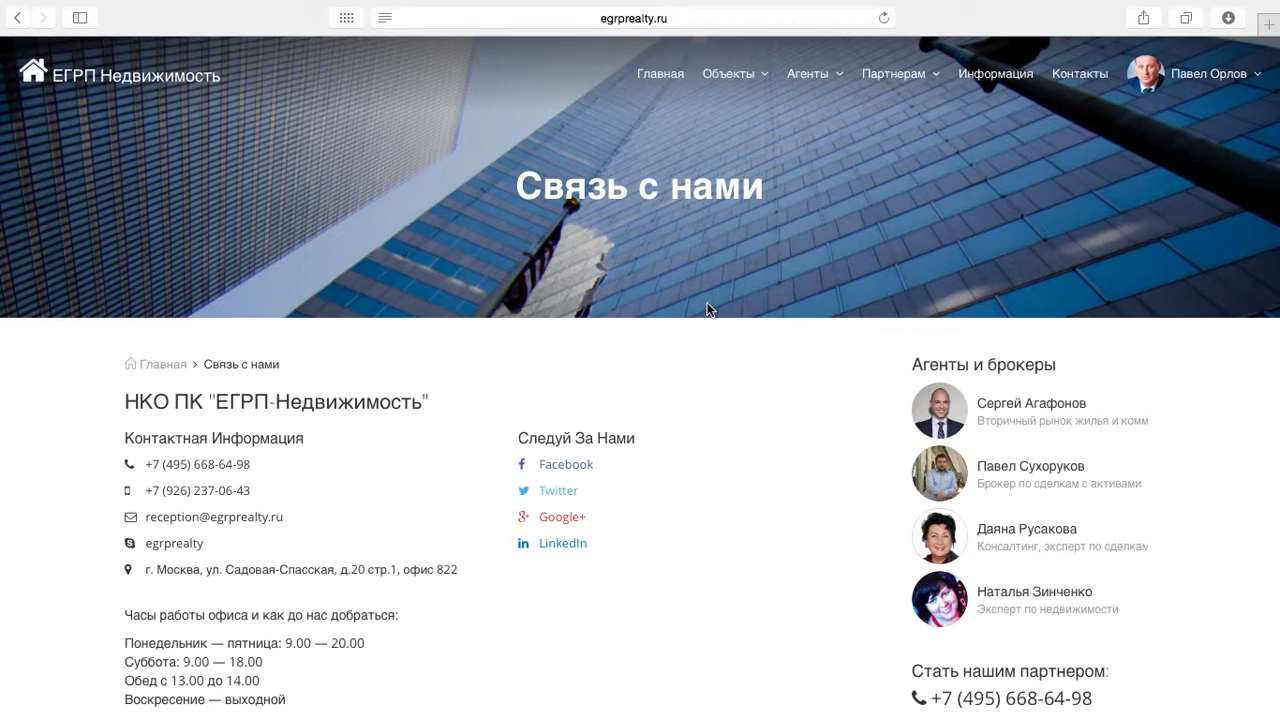 egrprealty.ru
ЕГРП Недвижимость
Главная Объекты Агенты Партнерам Информация Контакты Павел Орлов
Связь с нами
Главная > Связь с нами
НКО ПК "ЕГРП-Недвижимость"
Контактная Информация
+7 (495) 668-64-98
+7 (926) 237-06-43
reception@egrprealty.ru
egrprealty
г. Москва, ул. Садовая-Спасская, д.20 стр.1, офис 822
Следуй За Нами
Facebook
Twitter
Google+
LinkedIn
Часы работы офиса и как до нас добраться:
Понедельник — пятница: 9.00 — 20.00
Суббота: 9.00 — 18.00
Обед с 13.00 до 14.00
Воскресение — выходной
Агенты и брокеры
Сергей Агафонов
Вторичный рынок жилья и комм
Павел Сухоруков
Брокер по сделкам с активами
Даяна Русакова
Консалтинг, эксперт по сделкам
Наталья Зинченко
Эксперт по недвижимости
Стать нашим партнером:
+7 (495) 668-64-98